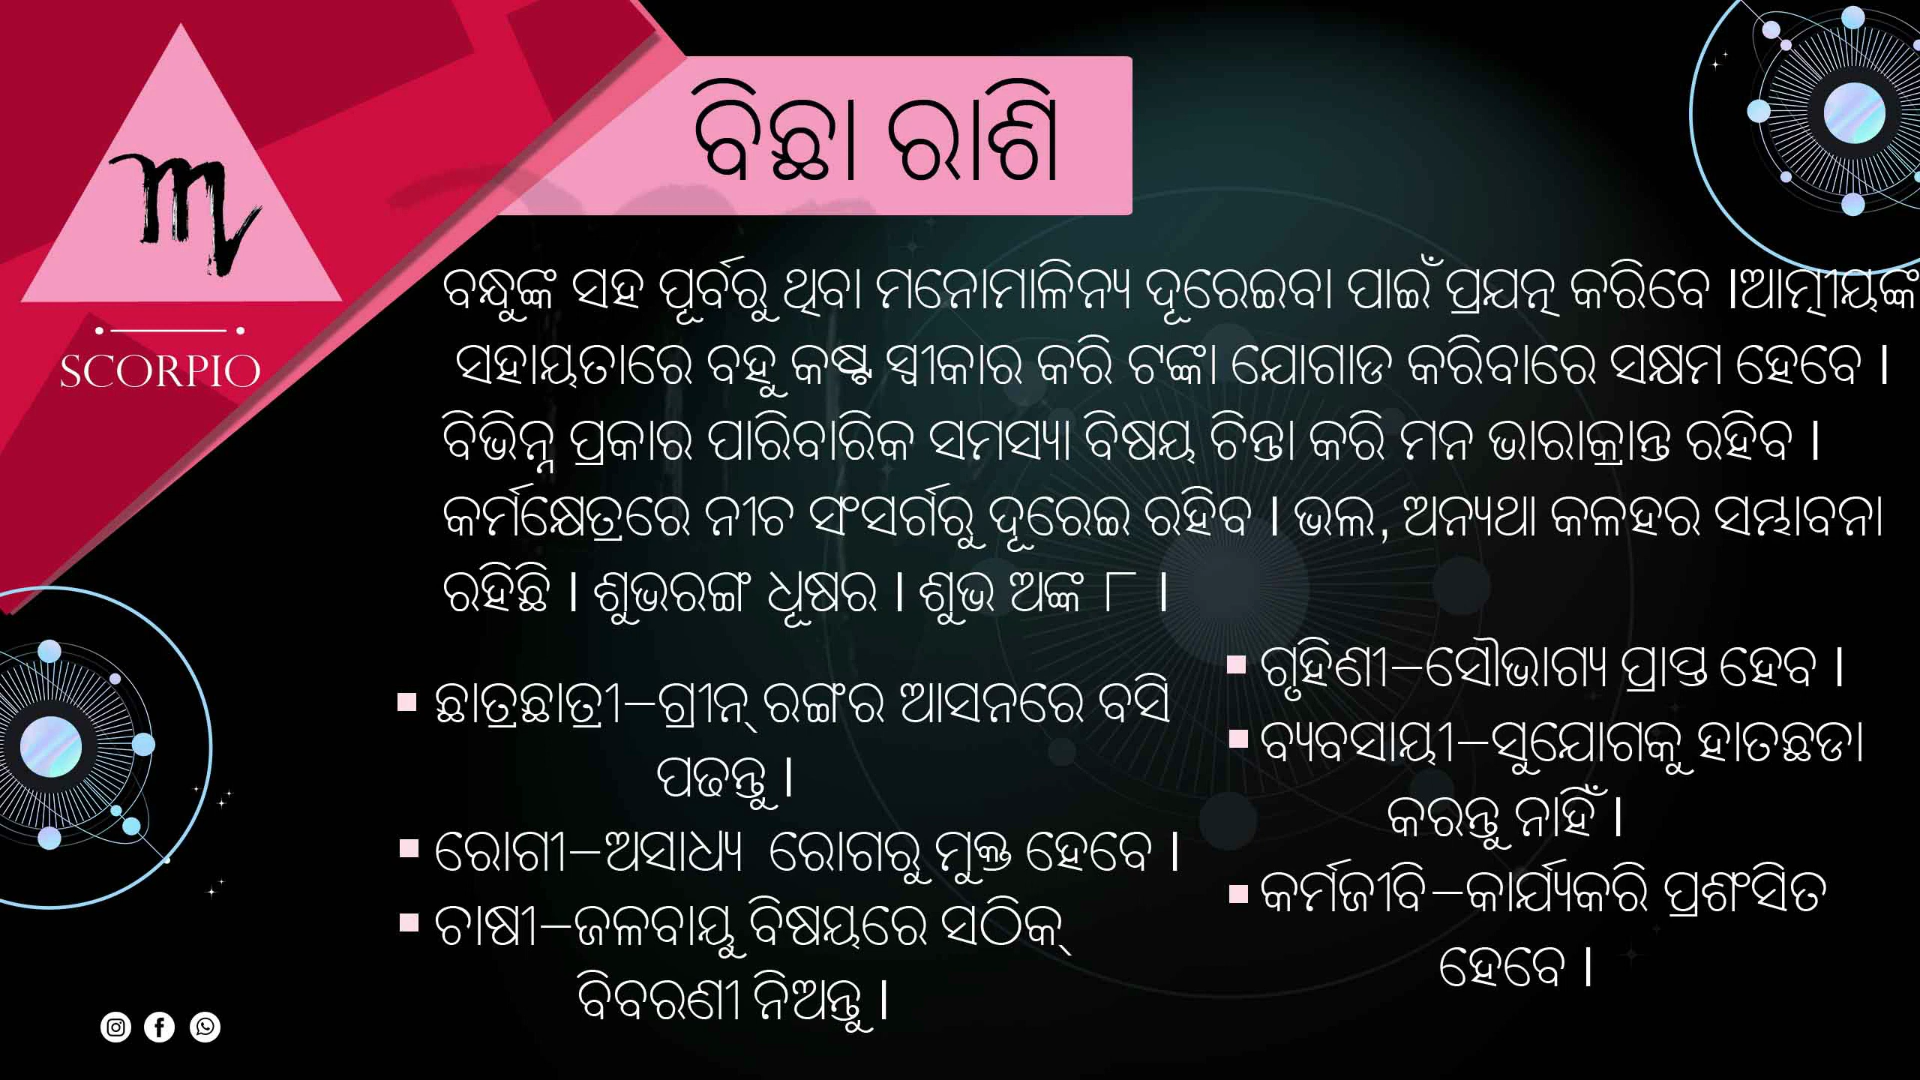 ବିଛା ରାଶି
SCORPIO
ବନ୍ଧୁଙ୍କ ସହ ପୂର୍ବରୁ ଥିବା ମନୋମାଳିନ୍ୟ ଦୂରେଇବା ପାଇଁ ପ୍ରଯତ୍ନ କରିବେ ।ଆତ୍ମୀୟଙ୍କ
ସହାୟତାରେ ବହୁ କଷ୍ଟ ସ୍ବୀକାର କରି ଟଙ୍କା ଯୋଗାଡ କରିବାରେ ସକ୍ଷମ ହେବେ ।
ବିଭିନ୍ନ ପ୍ରକାର ପାରିବାରିକ ସମସ୍ୟା ବିଷୟ ଚିନ୍ତା କରି ମନ ଭାରାକ୍ରାନ୍ତ ରହିବ ।
କର୍ମକ୍ଷେତ୍ରରେ ନୀଚ ସଂସର୍ଗରୁ ଦୂରେଇ ରହିବ । ଭଲ, ଅନ୍ୟଥା କଳହର ସମ୍ଭାବନା
ରହିଛି । ଶୁଭରଙ୍ଗ ଧୂଷର । ଶୁଭ ଅଙ୍କ ୮ ।
ଛାତ୍ରଛାତ୍ରୀ–ଗ୍ରୀନ୍ ରଙ୍ଗର ଆସନରେ ବସି
ପଢନ୍ତୁ ।
ରୋଗୀ–ଅସାଧ୍ୟ ରୋଗରୁ ମୁକ୍ତ ହେବେ ।
ଚାଷୀ–ଜଳବାୟୁ ବିଷୟରେ ସଠିକ୍
ବିବରଣୀ ନିଅନ୍ତୁ ।
ଗୃହିଣୀ–ସୌଭାଗ୍ୟ ପ୍ରାପ୍ତ ହେବ ।
ବ୍ୟବସାୟୀ–ସୁଯୋଗକୁ ହାତଛଡା
କରନ୍ତୁ ନାହିଁ ।
କର୍ମଜୀବି–କାର୍ଯ୍ୟକରି ପ୍ରଶଂସିତ
ହେବେ ।